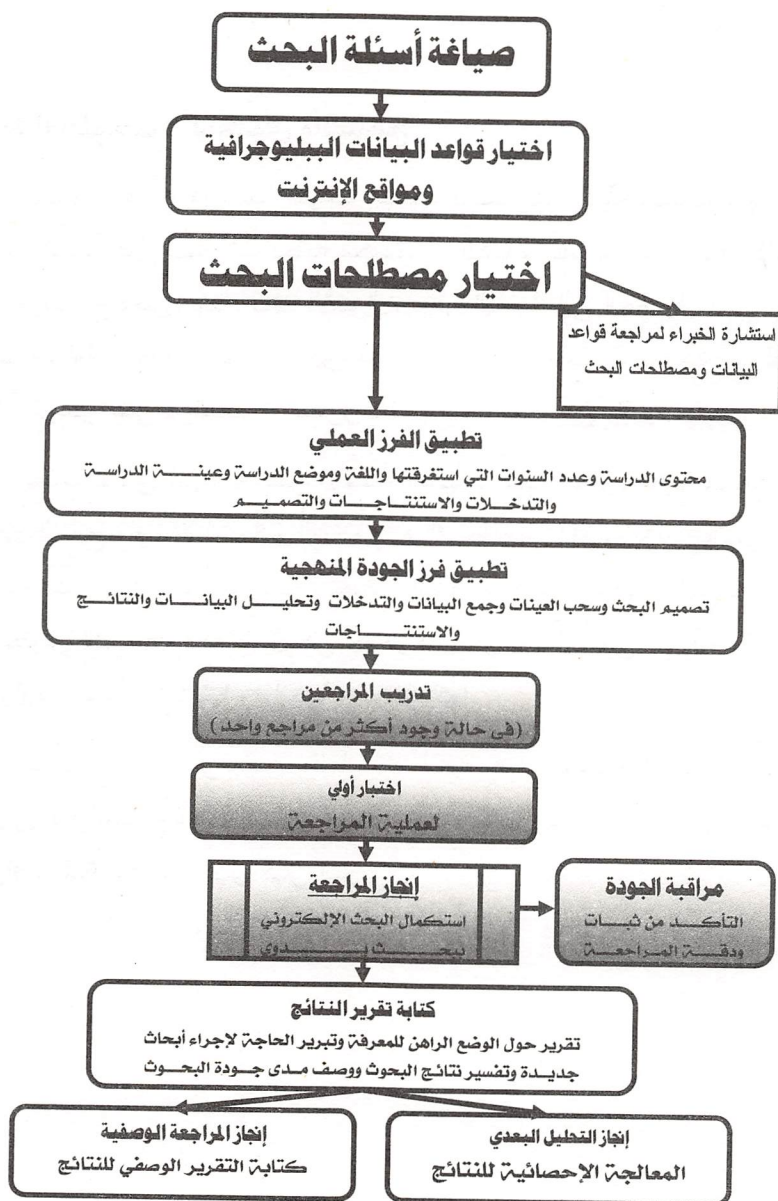 صياغة أسئلة البحث
اختيار قواعد البيانات الببليوجرافية
ومواقع الإنترنت
اختيار مصطلحات البحث
استشارة الخبراء لمراجعة قواعد
البيانات ومصطلحات البحث
تطبيق الفرز العملي
محتوى الدراسة وعدد السنوات التي استغرقتها واللغة وموضع الدراسة وعينة الدراسة
والتدخلات والاستنتاجات والتصميم
تطبيق فرز الجودة المنهجية
تصميم البحث وسحب العينات وجمع البيانات والتدخلات وتحليل البيانات والنتائج
والاستنتاجات
تدريب المراجعين
(في حالة وجود أكثر من مراجع واحد)
اختبار أولي
لعملية المراجعة
إنجاز المراجعة
استكمال البحث الإلكتروني
ببحث يدوي
مراقبة الجودة
التأكد من ثبات
ودقة المراجعة
كتابة تقرير النتائج
تقرير حول الوضع الراهن للمعرفة وتبرير الحاجة لإجراء أبحاث
جديدة وتفسير نتائج البحوث ووصف مدى جودة البحوث
إنجاز التحليل البعدي
المعالجة الإحصائية للنتائج
إنجاز المراجعة الوصفية
كتابة التقرير الوصفي للنتائج